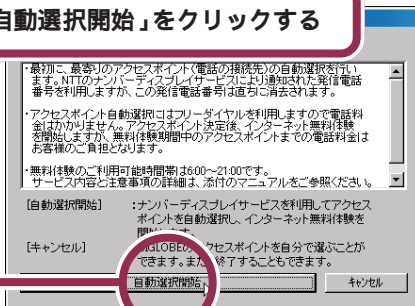 自動選択開始」をクリックする
・最初に、最寄りのアクセスポイント(電話の接続先)の自動選択を行い
ます。NTTのナンバーディスプレイサービスにより通知された発信電話
番号を利用しますが、この発信電話番号は直ちに消去されます。
・アクセスポイント自動選択にはフリーダイヤルを利用しますので電話料
金はかかりません。アクセスポイント決定後、インターネット無料体験
を開始しますが、無料体験期間中のアクセスポイントまでの電話料金は
お客様のご負担となります。
・無料体験のご利用可能時間帯は6:00~21:00です。
サービス内容と注意事項の詳細は、添付のマニュアルをご参照ください。
[自動選択開始] :ナンバーディスプレイサービスを利用してアクセス
ポイントを自動選択し、インターネット無料体験を
[キャンセル] アクセスポイントを自分で選ぶことが
できます。また 終了することもできます。
自動選択開始
キャンセル